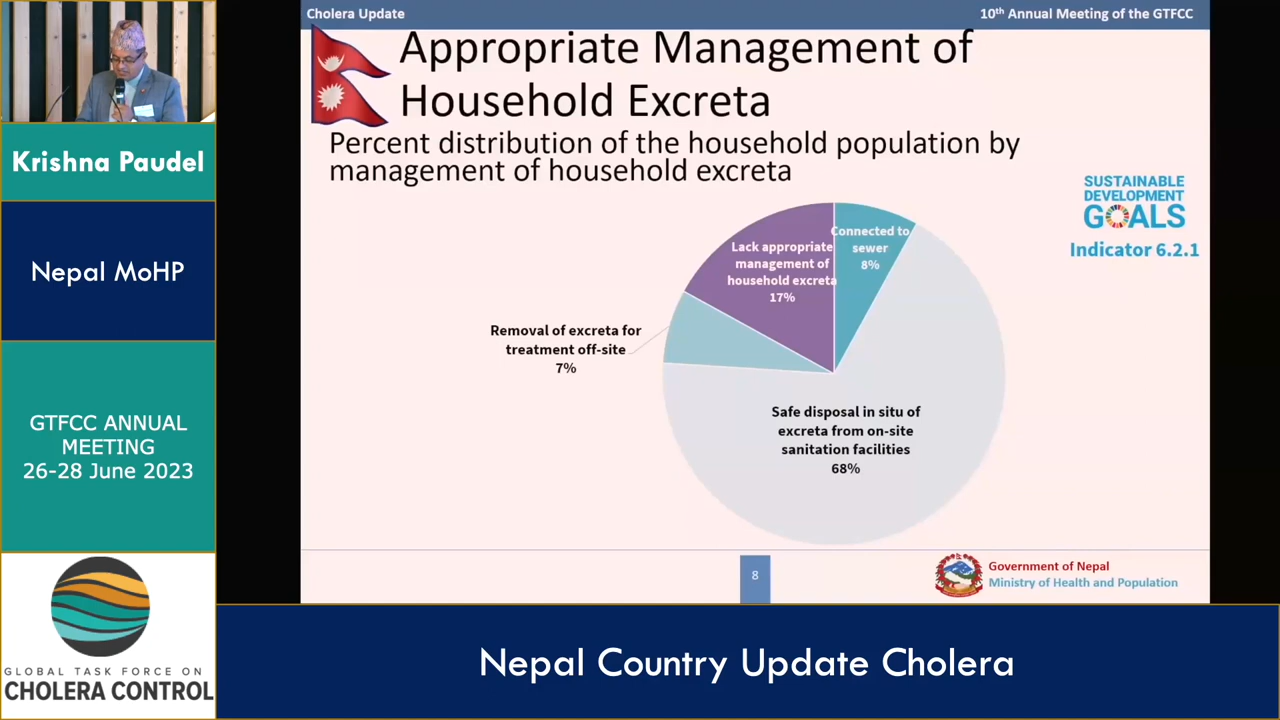 Cholera Update
10th Annual Meeting of the GTFCC
Appropriate Management of
Household Excreta
Percent distribution of the household population by
management of household excreta
SUSTAINABLE
DEVELOPMENT
GOALS
Indicator 6.2.1
Connected to
sewer
8%
Lack appropriate
management of
household excreta
17%
Removal of excreta for
treatment off-site
7%
Safe disposal in situ of
excreta from on-site
sanitation facilities
68%
8
Government of Nepal
Ministry of Health and Population
Krishna Paudel
Nepal MoHP
GTFCC ANNUAL
MEETING
26-28 June 2023
GLOBAL TASK FORCE ON
CHOLERA CONTROL
Nepal Country Update Cholera